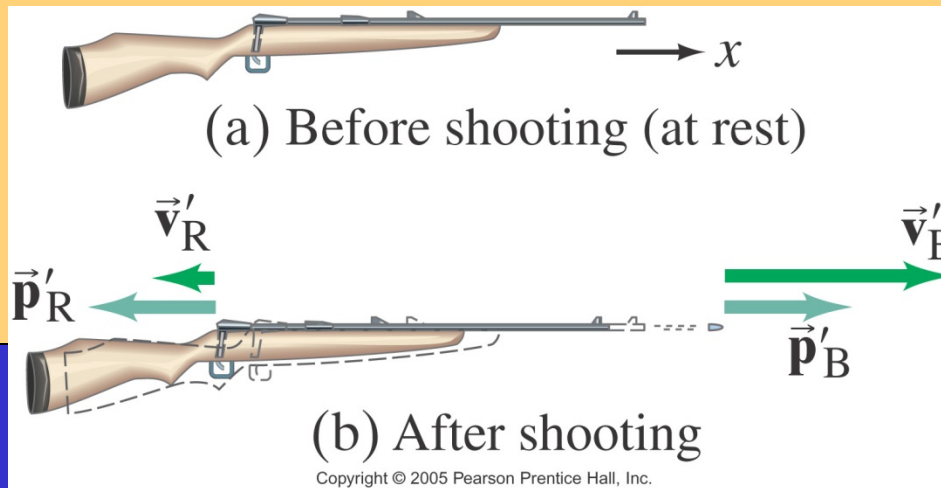 x
(a) Before shooting (at rest)
v⃗′R
v⃗′B
p⃗′R
p⃗′B
(b) After shooting
Copyright © 2005 Pearson Prentice Hall, Inc.